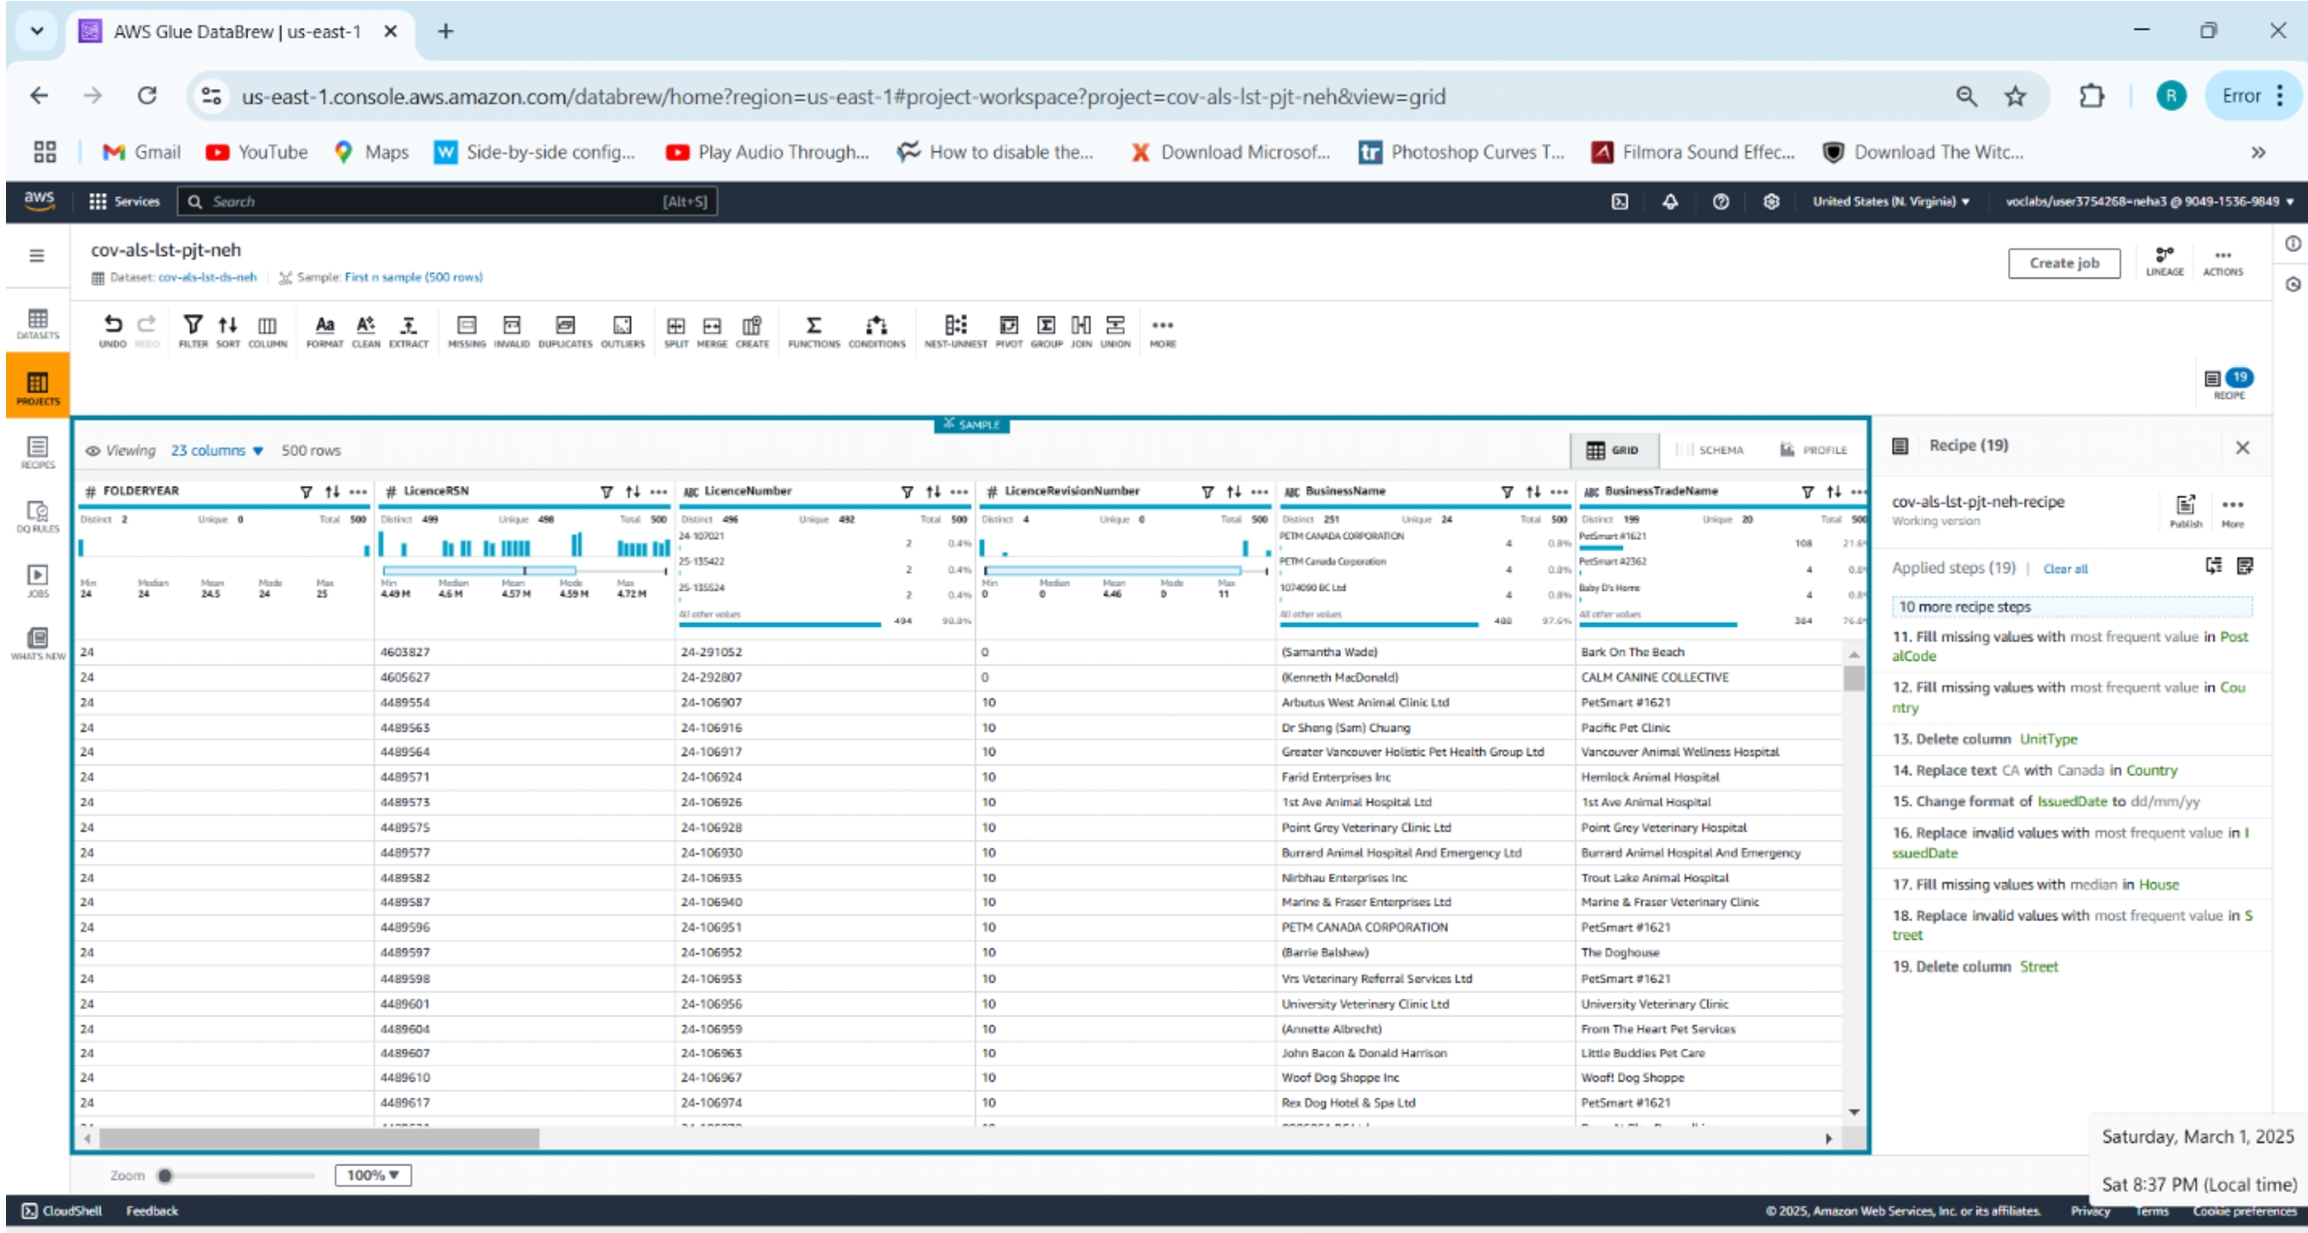 AWS Glue DataBrew | us-east-1
us-east-1.console.aws.amazon.com/databrew/home?region=us-east-1#project-workspace?project=cov-als-lst-pjt-neh&view=grid
R Error
Gmail YouTube Maps Side-by-side config... Play Audio Through... How to disable the... Download Microsof... Photoshop Curves T... Filmora Sound Effec... Download The Witc...
aws Services Search [Alt+S] United States (N. Virginia) voclabs/user3754268=neha3 @ 9049-1536-9849
cov-als-lst-pjt-neh
Dataset: cov-als-lst-ds-neh Sample: First n sample (500 rows)
Create job LINEAGE ACTIONS
DATASETS
PROJECTS
RECIPES
DQ RULES
JOBS
WHAT'S NEW
UNDO REDO FILTER SORT COLUMN FORMAT CLEAN EXTRACT MISSING INVALID DUPLICATES OUTLIERS SPLIT MERGE CREATE FUNCTIONS CONDITIONS NEST-UNNEST PIVOT GROUP JOIN UNION MORE
19
RECIPE
SAMPLE
Viewing 23 columns 500 rows GRID SCHEMA PROFILE
# FOLDERYEAR # LicenceRSN ABC LicenceNumber # LicenceRevisionNumber ABC BusinessName ABC BusinessTradeName
Distinct 2 Unique 0 Total 500 Distinct 499 Unique 498 Total 500 Distinct 496 Unique 492 Total 500 Distinct 4 Unique 0 Total 500 Distinct 251 Unique 24 Total 500 Distinct 199 Unique 20 Total 500
24-107021 2 0.4% PETM CANADA CORPORATION 4 0.8% PetSmart #1621 108 21.6%
25-135422 2 0.4% PETM Canada Corporation 4 0.8% PetSmart #2362 4 0.8%
Min Median Mean Mode Max Min Median Mean Mode Max 25-135524 2 0.4% Min Median Mean Mode Max 1074090 BC Ltd 4 0.8% Baby D's Home 4 0.8%
24 24 24.5 24 25 4.49 M 4.6 M 4.57 M 4.59 M 4.72 M 0 0 4.46 0 11
All other values 494 98.8% All other values 488 97.6% All other values 384 76.8%
24 4603827 24-291052 0 (Samantha Wade) Bark On The Beach
24 4605627 24-292807 0 (Kenneth MacDonald) CALM CANINE COLLECTIVE
24 4489554 24-106907 10 Arbutus West Animal Clinic Ltd PetSmart #1621
24 4489563 24-106916 10 Dr Sheng (Sam) Chuang Pacific Pet Clinic
24 4489564 24-106917 10 Greater Vancouver Holistic Pet Health Group Ltd Vancouver Animal Wellness Hospital
24 4489571 24-106924 10 Farid Enterprises Inc Hemlock Animal Hospital
24 4489573 24-106926 10 1st Ave Animal Hospital Ltd 1st Ave Animal Hospital
24 4489575 24-106928 10 Point Grey Veterinary Clinic Ltd Point Grey Veterinary Hospital
24 4489577 24-106930 10 Burrard Animal Hospital And Emergency Ltd Burrard Animal Hospital And Emergency
24 4489582 24-106935 10 Nirbhau Enterprises Inc Trout Lake Animal Hospital
24 4489587 24-106940 10 Marine & Fraser Enterprises Ltd Marine & Fraser Veterinary Clinic
24 4489596 24-106951 10 PETM CANADA CORPORATION PetSmart #1621
24 4489597 24-106952 10 (Barrie Balshaw) The Doghouse
24 4489598 24-106953 10 Vrs Veterinary Referral Services Ltd PetSmart #1621
24 4489601 24-106956 10 University Veterinary Clinic Ltd University Veterinary Clinic
24 4489604 24-106959 10 (Annette Albrecht) From The Heart Pet Services
24 4489607 24-106963 10 John Bacon & Donald Harrison Little Buddies Pet Care
24 4489610 24-106967 10 Woof Dog Shoppe Inc Woof! Dog Shoppe
24 4489617 24-106974 10 Rex Dog Hotel & Spa Ltd PetSmart #1621
Zoom 100%
Recipe (19)
cov-als-lst-pjt-neh-recipe
Working version
Publish More
Applied steps (19) | Clear all
10 more recipe steps
11. Fill missing values with most frequent value in Post
alCode
12. Fill missing values with most frequent value in Cou
ntry
13. Delete column UnitType
14. Replace text CA with Canada in Country
15. Change format of IssuedDate to dd/mm/yy
16. Replace invalid values with most frequent value in I
ssuedDate
17. Fill missing values with median in House
18. Replace invalid values with most frequent value in S
treet
19. Delete column Street
Saturday, March 1, 2025
Sat 8:37 PM (Local time)
CloudShell Feedback © 2025, Amazon Web Services, Inc. or its affiliates. Privacy Terms Cookie preferences